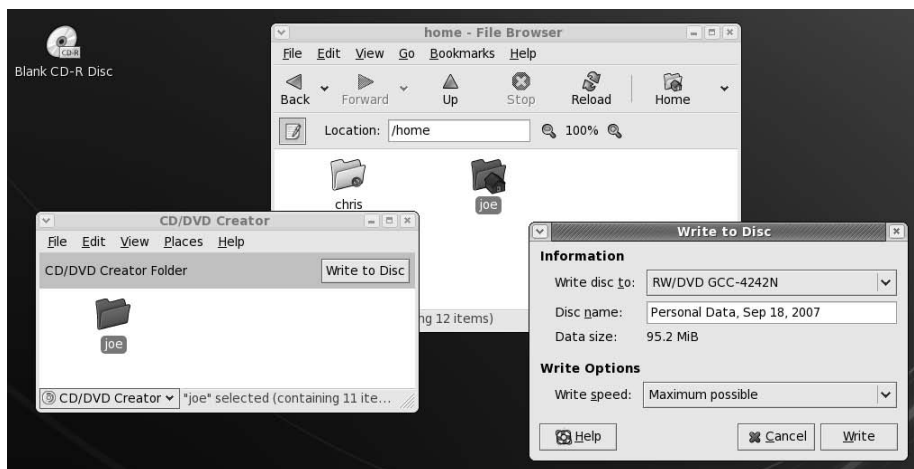 CD-R
Blank CD-R Disc
home - File Browser
File Edit View Go Bookmarks Help
Back Forward Up Stop Reload Home
Location: /home 100%
chris joe
ng 12 items)
CD/DVD Creator
File Edit View Places Help
CD/DVD Creator Folder Write to Disc
joe
CD/DVD Creator "joe" selected (containing 11 ite...
Write to Disc
Information
Write disc to: RW/DVD GCC-4242N
Disc name: Personal Data, Sep 18, 2007
Data size: 95.2 MiB
Write Options
Write speed: Maximum possible
Help Cancel Write